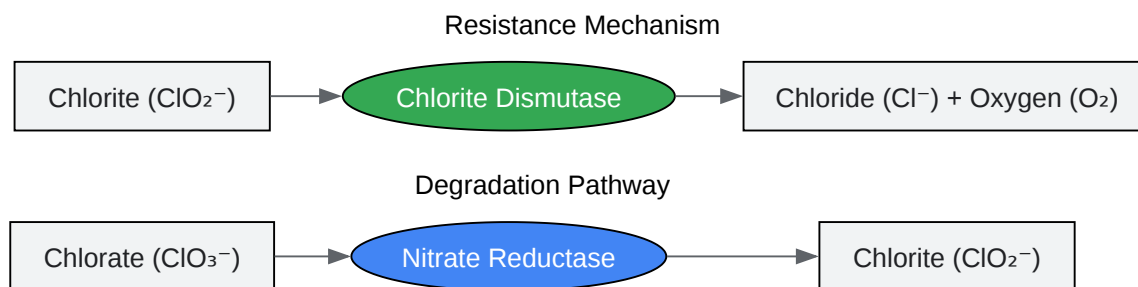 Resistance Mechanism
Chlorite (ClO₂⁻) Chlorite Dismutase Chloride (Cl⁻) + Oxygen (O₂)
Degradation Pathway
Chlorate (ClO₃⁻) Nitrate Reductase Chlorite (ClO₂⁻)